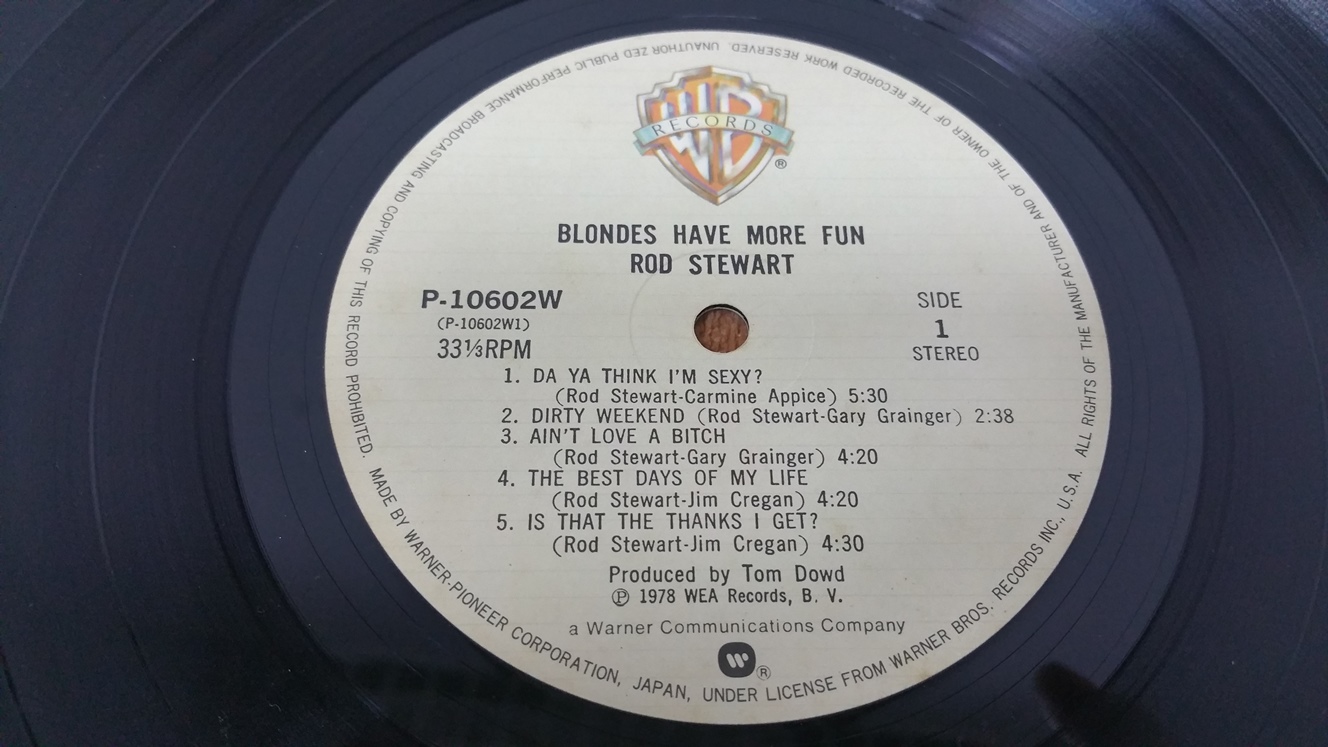 WB
RECORDS
®
BLONDES HAVE MORE FUN
ROD STEWART
P-10602W
(P-10602W1)
33⅓RPM
SIDE
1
STEREO
1. DA YA THINK I'M SEXY?
(Rod Stewart-Carmine Appice) 5:30
2. DIRTY WEEKEND (Rod Stewart-Gary Grainger) 2:38
3. AIN'T LOVE A BITCH
(Rod Stewart-Gary Grainger) 4:20
4. THE BEST DAYS OF MY LIFE
(Rod Stewart-Jim Cregan) 4:20
5. IS THAT THE THANKS I GET?
(Rod Stewart-Jim Cregan) 4:30
Produced by Tom Dowd
Ⓟ 1978 WEA Records, B. V.
a Warner Communications Company
®
MADE BY WARNER-PIONEER CORPORATION, JAPAN, UNDER LICENSE FROM WARNER BROS. RECORDS INC., U.S.A. ALL RIGHTS OF THE MANUFACTURER AND OF THE OWNER OF THE RECORDED WORK RESERVED. UNAUTHOR ZED PUBLIC PERFORMANCE BROADCASTING AND COPYING OF THIS RECORD PROHIBITED.